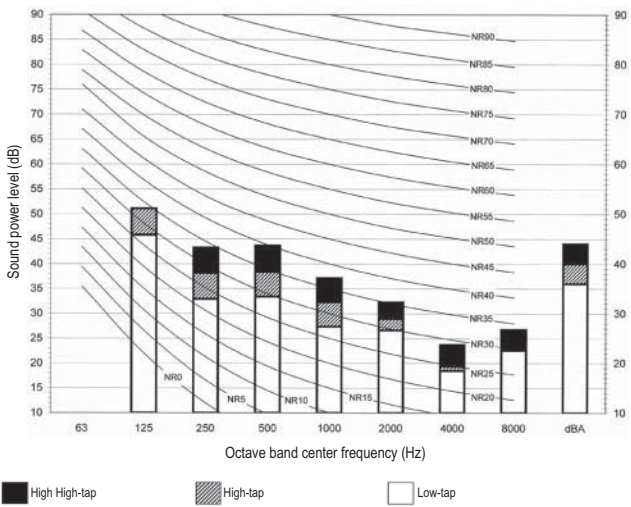 90
85
80
75
70
65
60
55
50
45
40
35
30
25
20
15
10
Sound power level (dB)
90
80
70
60
50
40
30
20
10
NR90
NR85
NR80
NR75
NR70
NR65
NR60
NR55
NR50
NR45
NR40
NR35
NR30
NR25
NR20
NR15
NR10
NR5
NR0
63 125 250 500 1000 2000 4000 8000 dBA
Octave band center frequency (Hz)
High High-tap High-tap Low-tap